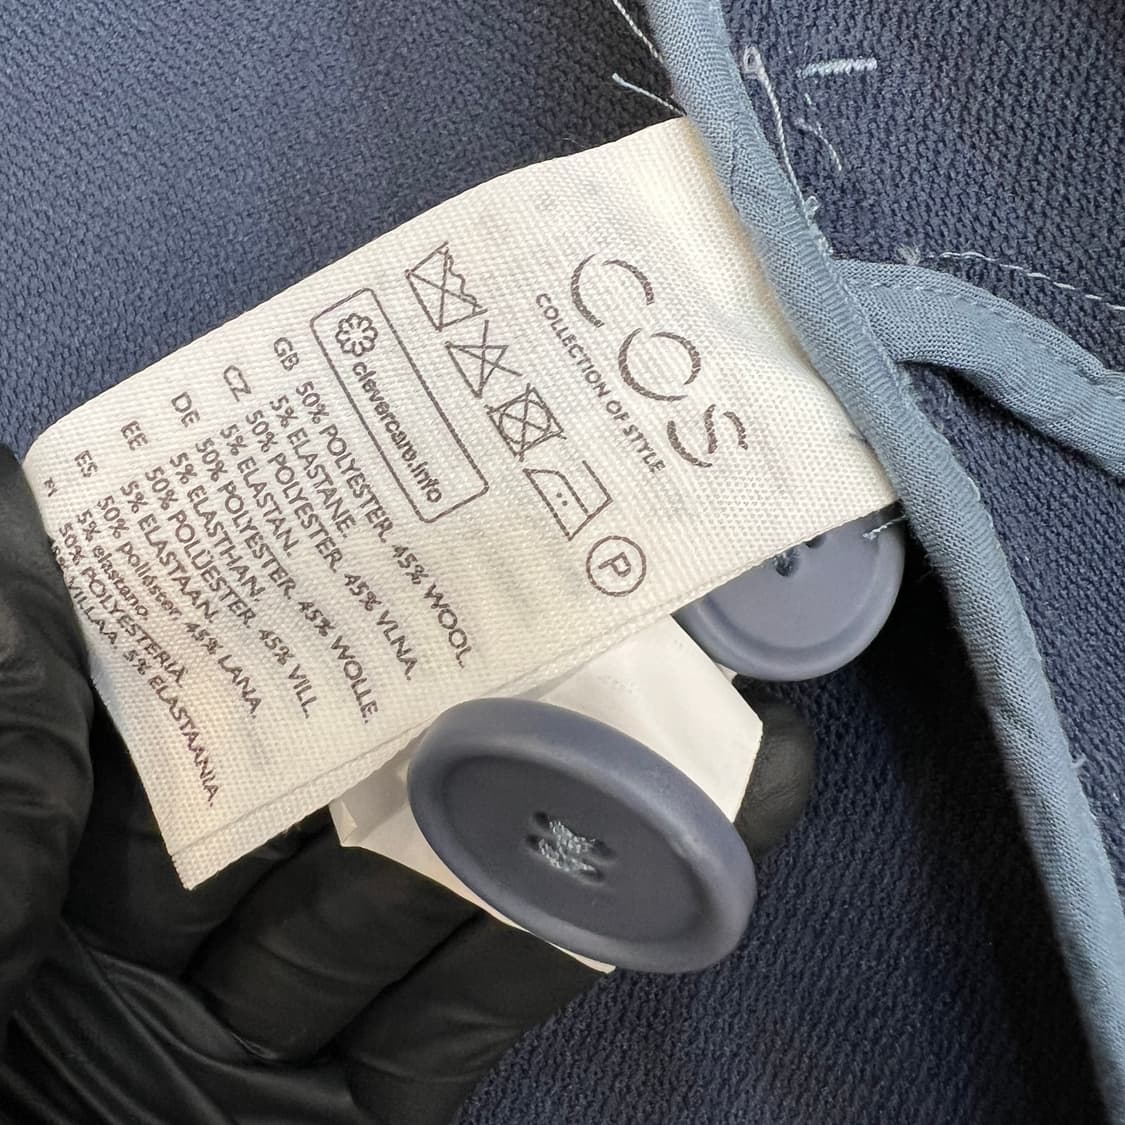 COS
COLLECTION OF STYLE
P
clevercare.info
GB 50% POLYESTER. 45% WOOL.
5% ELASTANE.
CZ 50% POLYESTER. 45% VLNA.
5% ELASTAN.
DE 50% POLYESTER. 45% WOLLE.
5% ELASTHAN.
EE 50% POLÜESTER. 45% VILL.
5% ELASTAAN.
ES 50% poliéster. 45% LANA.
5% elastano.
50% POLYESTERIÄ.
VILLAA. 5% ELASTAANIA.